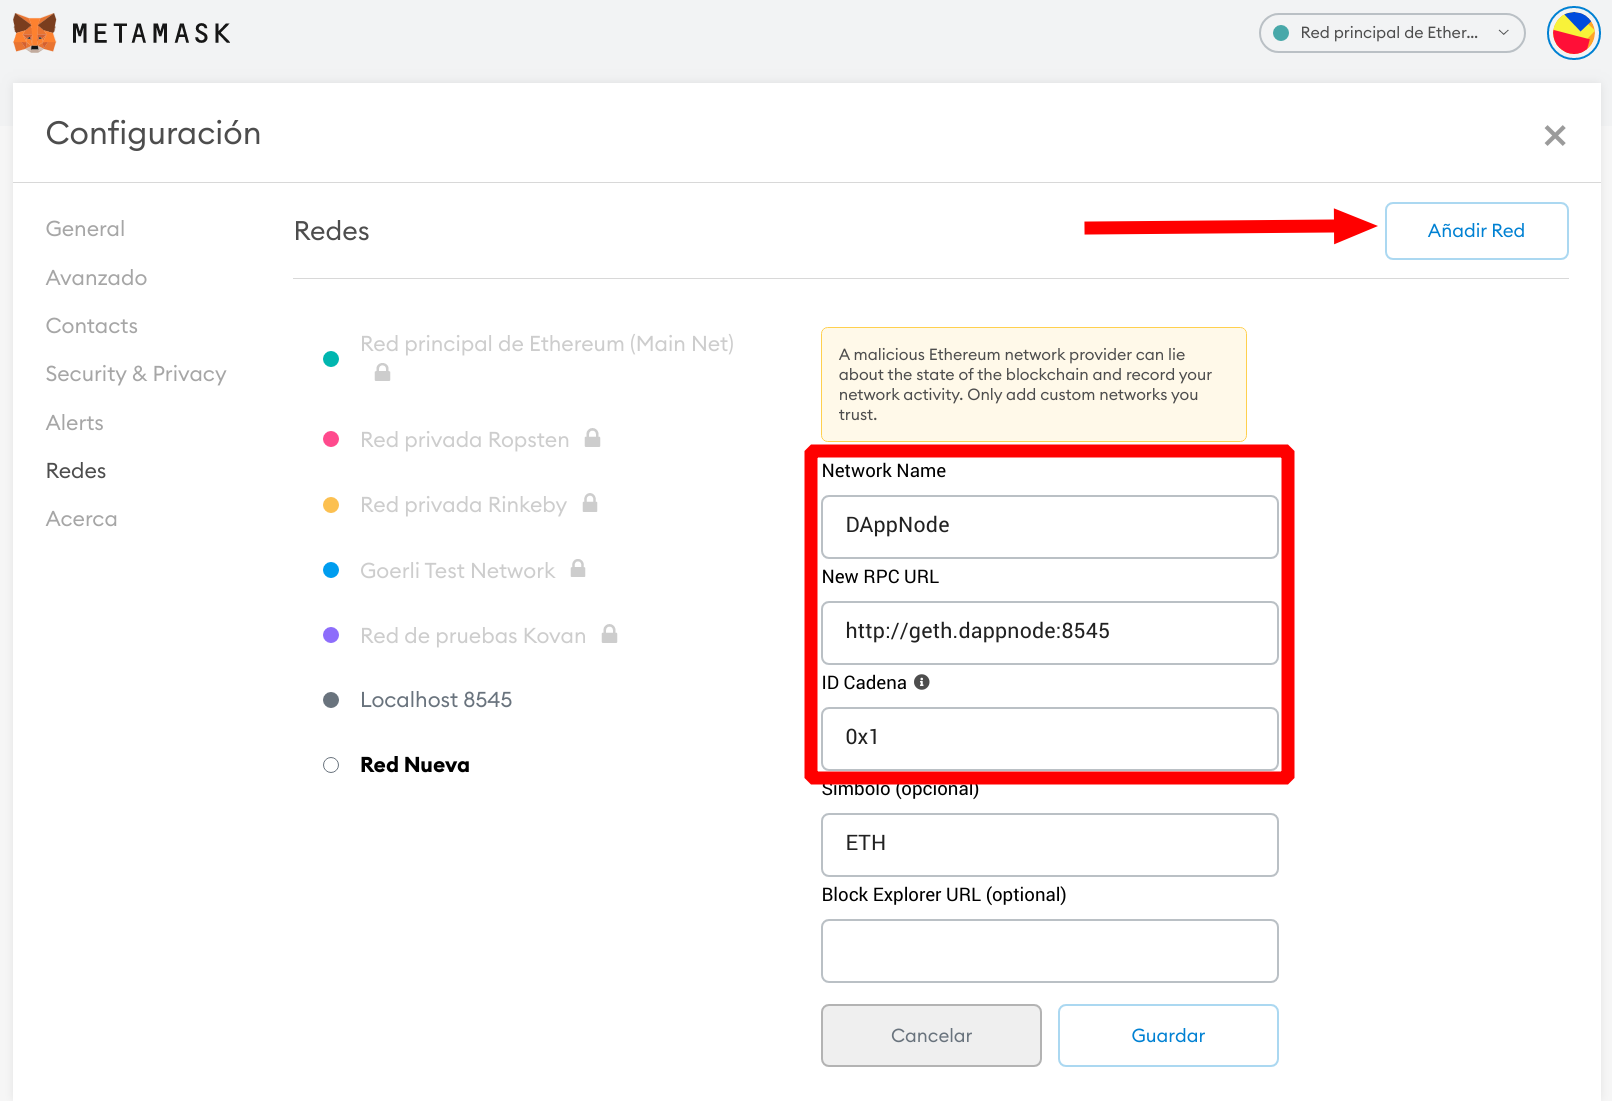 METAMASK
Red principal de Ether...
Configuración
General
Avanzado
Contacts
Security & Privacy
Alerts
Redes
Acerca
Redes
Añadir Red
Red principal de Ethereum (Main Net)
Red privada Ropsten
Red privada Rinkeby
Goerli Test Network
Red de pruebas Kovan
Localhost 8545
Red Nueva
A malicious Ethereum network provider can lie
about the state of the blockchain and record your
network activity. Only add custom networks you
trust.
Network Name
DAppNode
New RPC URL
http://geth.dappnode:8545
ID Cadena
0x1
Símbolo (opcional)
ETH
Block Explorer URL (optional)
Cancelar
Guardar